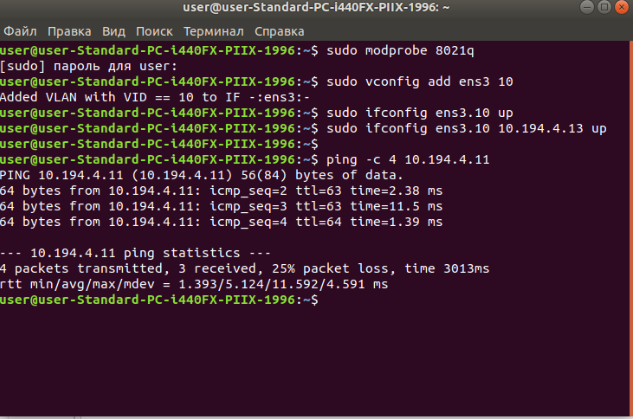 user@user-Standard-PC-i440FX-PIIX-1996: ~
Файл Правка Вид Поиск Терминал Справка
user@user-Standard-PC-i440FX-PIIX-1996:~$ sudo modprobe 8021q
[sudo] пароль для user:
user@user-Standard-PC-i440FX-PIIX-1996:~$ sudo vconfig add ens3 10
Added VLAN with VID == 10 to IF -:ens3:-
user@user-Standard-PC-i440FX-PIIX-1996:~$ sudo ifconfig ens3.10 up
user@user-Standard-PC-i440FX-PIIX-1996:~$ sudo ifconfig ens3.10 10.194.4.13 up
user@user-Standard-PC-i440FX-PIIX-1996:~$
user@user-Standard-PC-i440FX-PIIX-1996:~$ ping -c 4 10.194.4.11
PING 10.194.4.11 (10.194.4.11) 56(84) bytes of data.
64 bytes from 10.194.4.11: icmp_seq=2 ttl=63 time=2.38 ms
64 bytes from 10.194.4.11: icmp_seq=3 ttl=63 time=11.5 ms
64 bytes from 10.194.4.11: icmp_seq=4 ttl=64 time=1.39 ms
--- 10.194.4.11 ping statistics ---
4 packets transmitted, 3 received, 25% packet loss, time 3013ms
rtt min/avg/max/mdev = 1.393/5.124/11.592/4.591 ms
user@user-Standard-PC-i440FX-PIIX-1996:~$